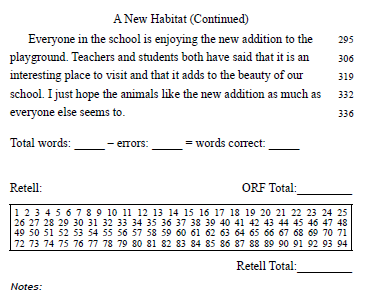 A New Habitat (Continued)
Everyone in the school is enjoying the new addition to the 295
playground. Teachers and students both have said that it is an 306
interesting place to visit and that it adds to the beauty of our 319
school. I just hope the animals like the new addition as much as 332
everyone else seems to. 336
Total words: _____ – errors: _____ = words correct: _____
Retell: ORF Total:_________
1 2 3 4 5 6 7 8 9 10 11 12 13 14 15 16 17 18 19 20 21 22 23 24 25
26 27 28 29 30 31 32 33 34 35 36 37 38 39 40 41 42 43 44 45 46 47 48
49 50 51 52 53 54 55 56 57 58 59 60 61 62 63 64 65 66 67 68 69 70 71
72 73 74 75 76 77 78 79 80 81 82 83 84 85 86 87 88 89 90 91 92 93 94
Retell Total:_________
Notes: